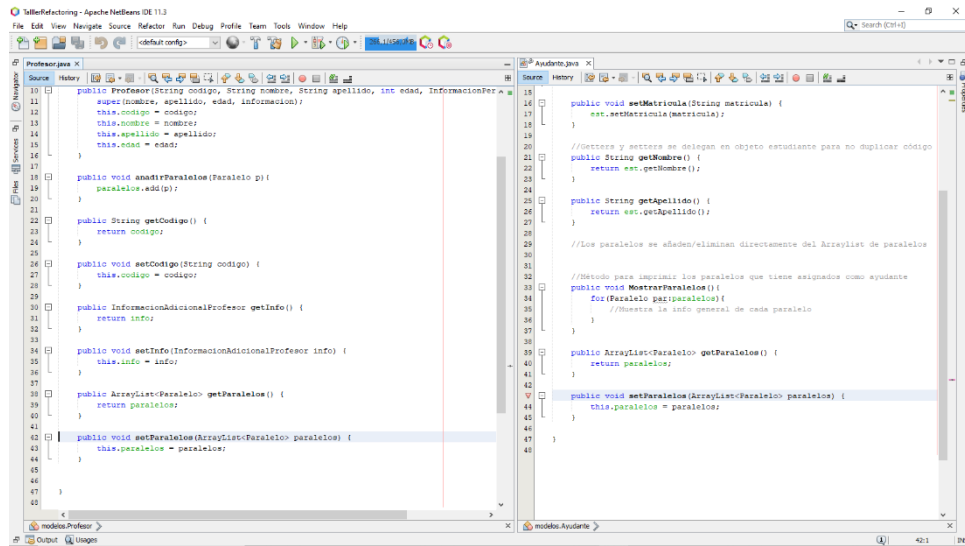 TalllerRefactoring - Apache NetBeans IDE 11.3
File Edit View Navigate Source Refactor Run Debug Profile Team Tools Window Help
Search (Ctrl+I)
<default config>
Profesor.java
Source History
10 public Profesor(String codigo, String nombre, String apellido, int edad, InformacionPer
11 super(nombre, apellido, edad, informacion);
12 this.codigo = codigo;
13 this.nombre = nombre;
14 this.apellido = apellido;
15 this.edad = edad;
16 }
17
18 public void anadirParalelos(Paralelo p){
19 paralelos.add(p);
20 }
21
22 public String getCodigo() {
23 return codigo;
24 }
25
26 public void setCodigo(String codigo) {
27 this.codigo = codigo;
28 }
29
30 public InformacionAdicionalProfesor getInfo() {
31 return info;
32 }
33
34 public void setInfo(InformacionAdicionalProfesor info) {
35 this.info = info;
36 }
37
38 public ArrayList<Paralelo> getParalelos() {
39 return paralelos;
40 }
41
42 public void setParalelos(ArrayList<Paralelo> paralelos) {
43 this.paralelos = paralelos;
44 }
45
46
47 }
48
modelos.Profesor
Ayudante.java
Source History
15
16 public void setMatricula(String matricula) {
17 est.setMatricula(matricula);
18 }
19
20 //Getters y setters se delegan en objeto estudiante para no duplicar código
21 public String getNombre() {
22 return est.getNombre();
23 }
24
25 public String getApellido() {
26 return est.getApellido();
27 }
28
29 //Los paralelos se añaden/eliminan directamente del Arraylist de paralelos
30
31
32 //Método para imprimir los paralelos que tiene asignados como ayudante
33 public void MostrarParalelos(){
34 for(Paralelo par:paralelos){
35 //Muestra la info general de cada paralelo
36 }
37 }
38
39 public ArrayList<Paralelo> getParalelos() {
40 return paralelos;
41 }
42
public void setParalelos(ArrayList<Paralelo> paralelos) {
44 this.paralelos = paralelos;
45 }
46
47 }
48
modelos.Ayudante
Navigator
Services
Files
Properties
Output Usages
42:1